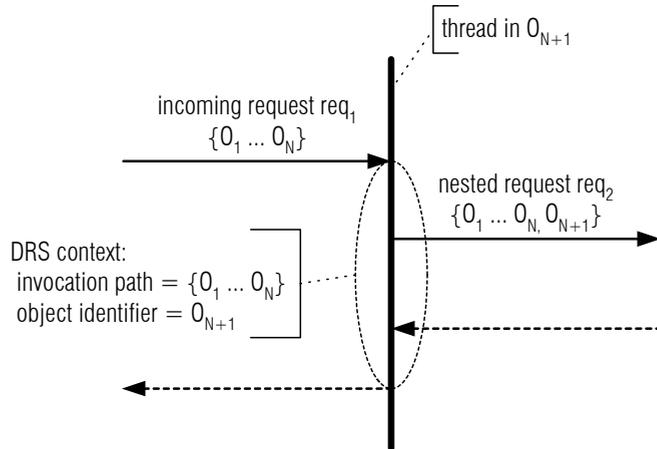 thread in O_{N+1}
incoming request req_1
{O_1 ... O_N}
nested request req_2
{O_1 ... O_N, O_{N+1}}
DRS context:
invocation path = {O_1 ... O_N}
object identifier = O_{N+1}